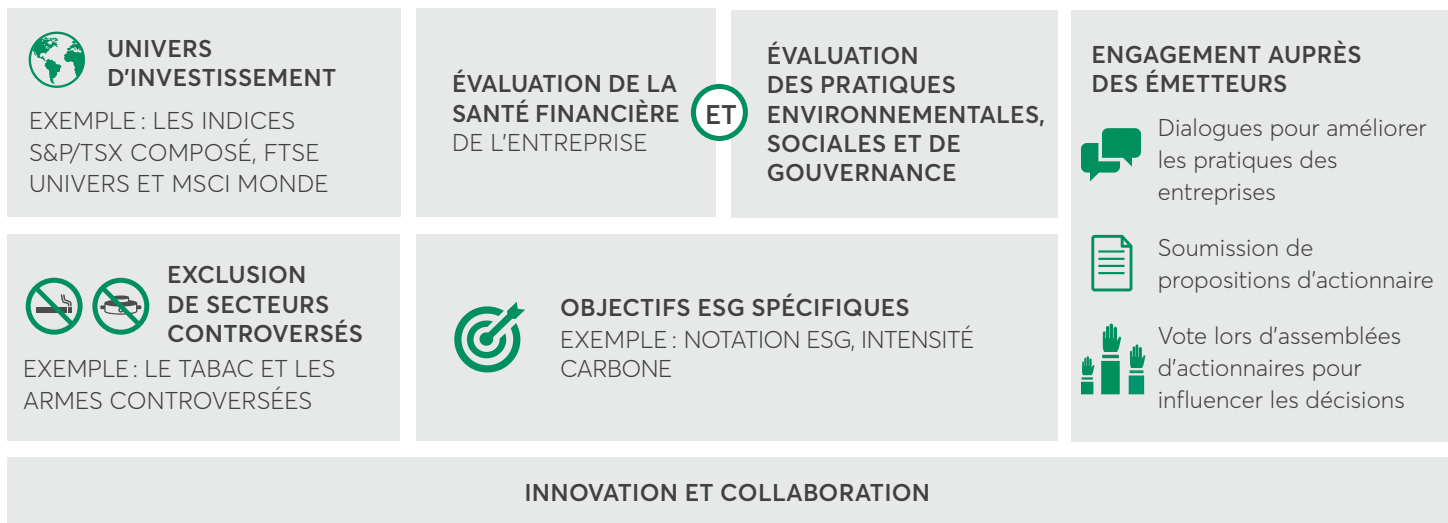 UNIVERS
D'INVESTISSEMENT
EXEMPLE : LES INDICES
S&P/TSX COMPOSÉ, FTSE
UNIVERS ET MSCI MONDE
EXCLUSION
DE SECTEURS
CONTROVERSÉS
EXEMPLE : LE TABAC ET LES
ARMES CONTROVERSÉES
ÉVALUATION DE LA
SANTÉ FINANCIÈRE
DE L'ENTREPRISE
ET
ÉVALUATION
DES PRATIQUES
ENVIRONNEMENTALES,
SOCIALES ET DE
GOUVERNANCE
OBJECTIFS ESG SPÉCIFIQUES
EXEMPLE : NOTATION ESG, INTENSITÉ
CARBONE
ENGAGEMENT AUPRÈS
DES ÉMETTEURS
Dialogues pour améliorer
les pratiques des
entreprises
Soumission de
propositions d'actionnaire
Vote lors d'assemblées
d'actionnaires pour
influencer les décisions
INNOVATION ET COLLABORATION